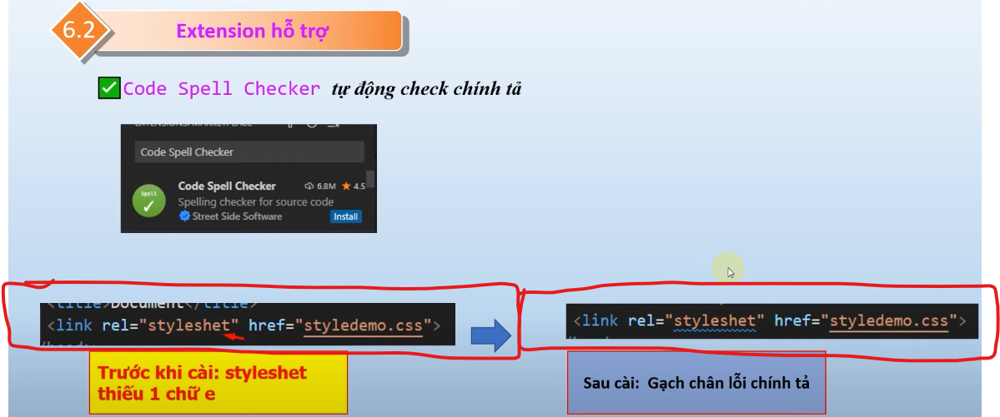 6.2
Extension hỗ trợ
Code Spell Checker tự động check chính tả
Code Spell Checker
Code Spell Checker 6.8M 4.5
Spell
Spelling checker for source code
Street Side Software Install
<title>Document</title>
<link rel="styleshet" href="styledemo.css">
<link rel="styleshet" href="styledemo.css">
Trước khi cài: styleshet
thiếu 1 chữ e
Sau cài: Gạch chân lỗi chính tả